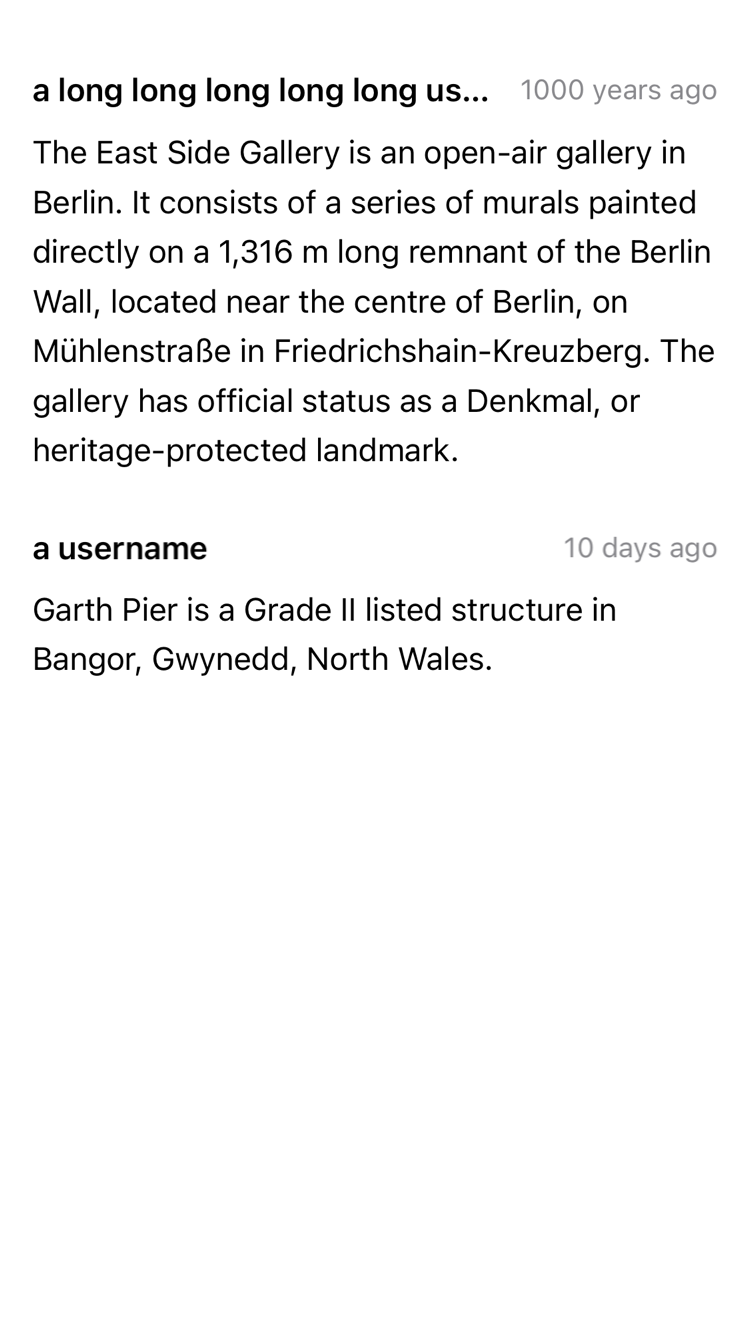 a long long long long long us...
1000 years ago
The East Side Gallery is an open-air gallery in
Berlin. It consists of a series of murals painted
directly on a 1,316 m long remnant of the Berlin
Wall, located near the centre of Berlin, on
Mühlenstraße in Friedrichshain-Kreuzberg. The
gallery has official status as a Denkmal, or
heritage-protected landmark.
a username
10 days ago
Garth Pier is a Grade II listed structure in
Bangor, Gwynedd, North Wales.